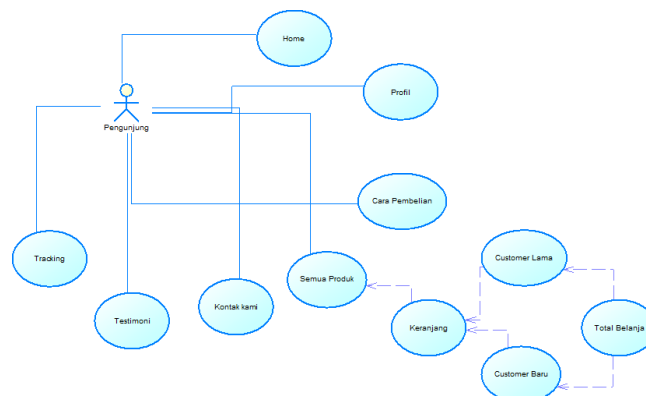 Home
Profil
Pengunjung
Cara Pembelian
Tracking
Customer Lama
Semua Produk
Kontak kami
Testimoni
Keranjang
Total Belanja
Customer Baru